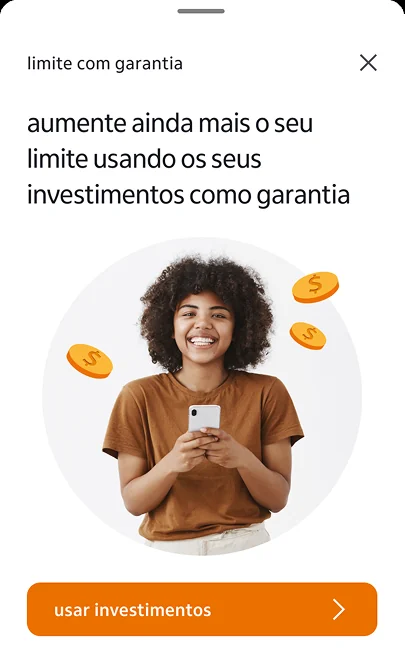 limite com garantia
aumente ainda mais o seu
limite usando os seus
investimentos como garantia
$
$
$
usar investimentos